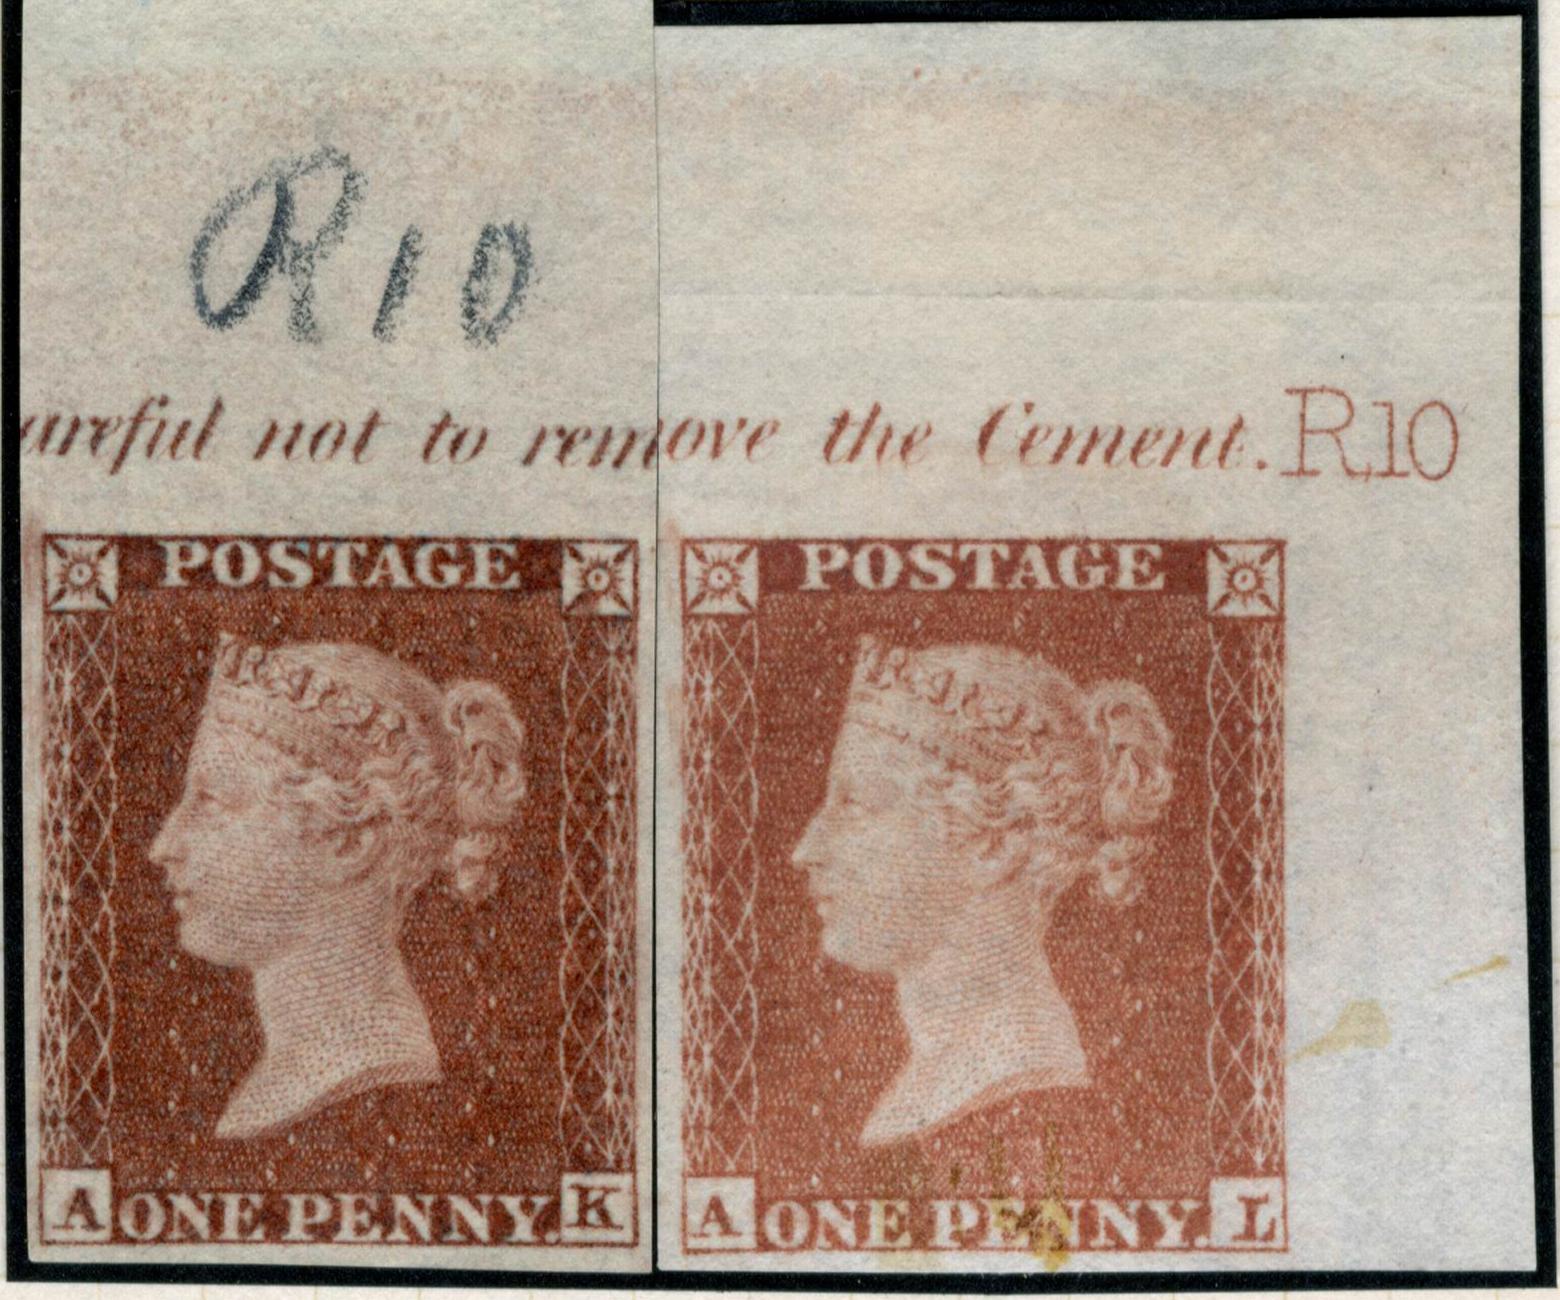 R10
areful not to remove the Cement. R10
POSTAGE POSTAGE
A ONE PENNY. K A ONE PENNY. L